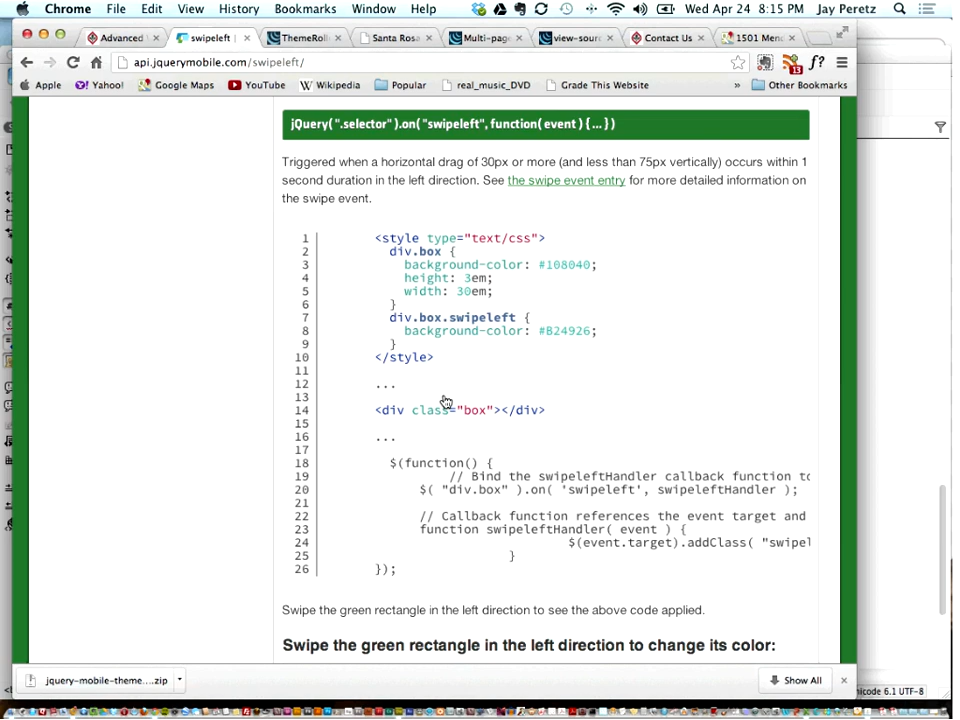 Chrome File Edit View History Bookmarks Window Help Wed Apr 24 8:15 PM Jay Peretz
Advanced swipeleft | ThemeRoll Santa Rosa Multi-pag view-sour Contact Us 1501 Menc
api.jquerymobile.com/swipeleft/ 13 f?
Apple Yahoo! Google Maps YouTube Wikipedia Popular real_music_DVD Grade This Website » Other Bookmarks
jQuery( ".selector" ).on( "swipeleft", function( event ) { ... } )
Triggered when a horizontal drag of 30px or more (and less than 75px vertically) occurs within 1
second duration in the left direction. See the swipe event entry for more detailed information on
the swipe event.
1 <style type="text/css">
2 div.box {
3 background-color: #108040;
4 height: 3em;
5 width: 30em;
6 }
7 div.box.swipeleft {
8 background-color: #B24926;
9 }
10 </style>
11
12 ...
13
14 <div class="box"></div>
15
16 ...
17
18 $(function() {
19 // Bind the swipeleftHandler callback function to
20 $( "div.box" ).on( 'swipeleft', swipeleftHandler );
21
22 // Callback function references the event target and
23 function swipeleftHandler( event ) {
24 $(event.target).addClass( "swipel
25 }
26 });
Swipe the green rectangle in the left direction to see the above code applied.
Swipe the green rectangle in the left direction to change its color:
jquery-mobile-theme....zip Show All
nicode 6.1 UTF-8